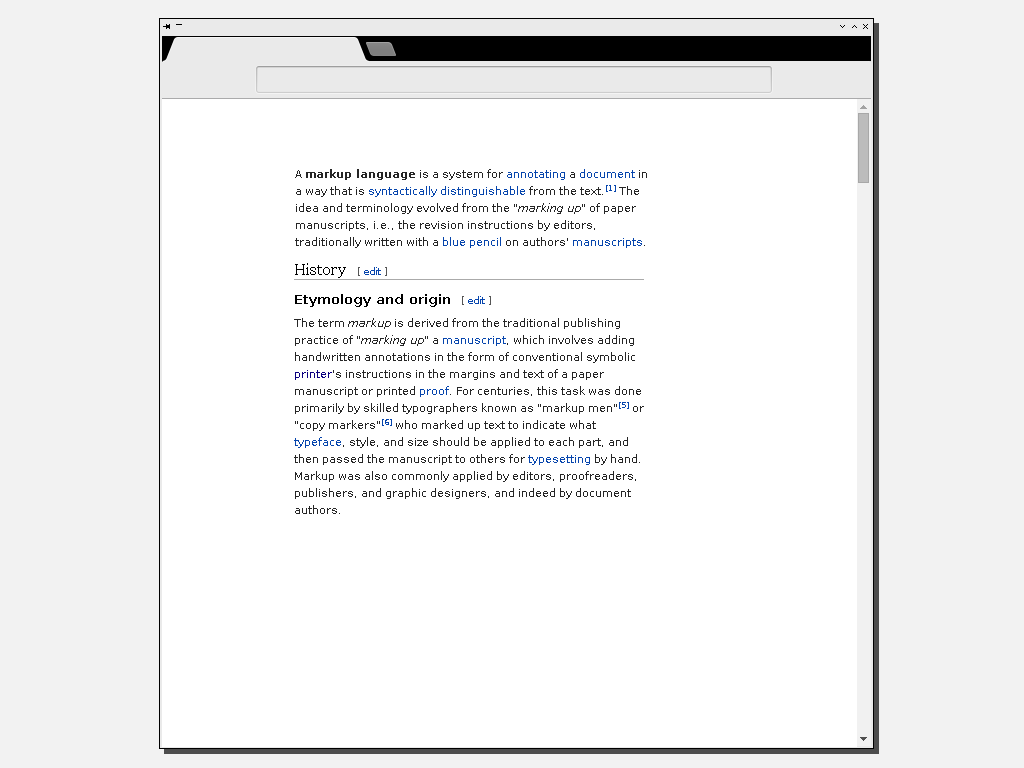 A markup language is a system for annotating a document in
a way that is syntactically distinguishable from the text.[1] The
idea and terminology evolved from the "marking up" of paper
manuscripts, i.e., the revision instructions by editors,
traditionally written with a blue pencil on authors' manuscripts.
History [ edit ]
Etymology and origin [ edit ]
The term markup is derived from the traditional publishing
practice of "marking up" a manuscript, which involves adding
handwritten annotations in the form of conventional symbolic
printer's instructions in the margins and text of a paper
manuscript or printed proof. For centuries, this task was done
primarily by skilled typographers known as "markup men"[5] or
"copy markers"[6] who marked up text to indicate what
typeface, style, and size should be applied to each part, and
then passed the manuscript to others for typesetting by hand.
Markup was also commonly applied by editors, proofreaders,
publishers, and graphic designers, and indeed by document
authors.